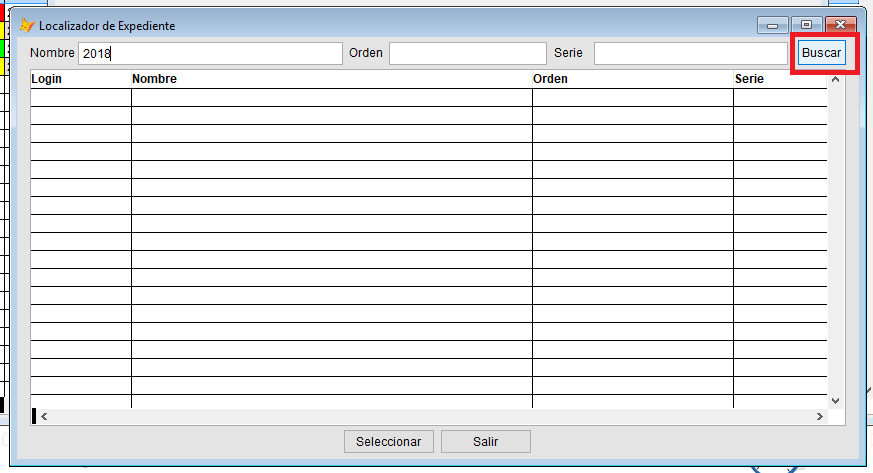 Localizador de Expediente
Nombre 2018 Orden Serie Buscar
Login Nombre Orden Serie
Seleccionar Salir